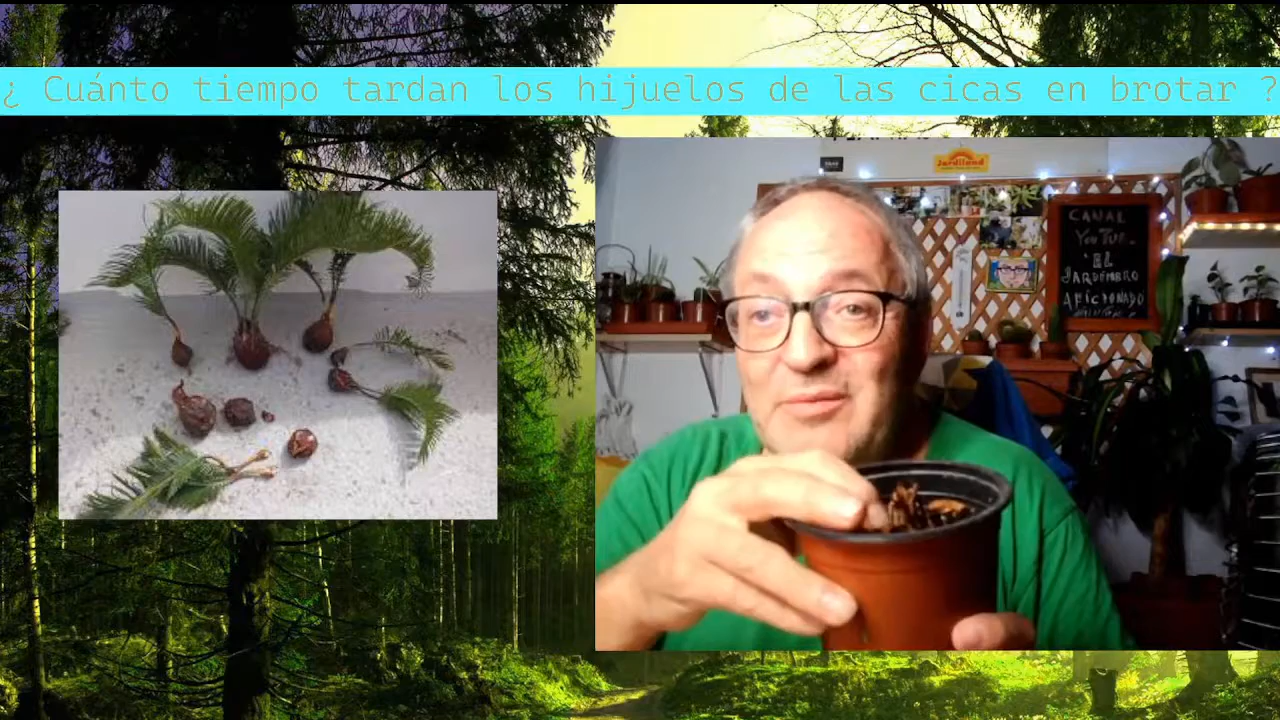 ¿ Cuánto tiempo tardan los hijuelos de las cicas en brotar ?
Jardiland
CANAL
YouTube
"EL
JARDINERO
AFICIONADO